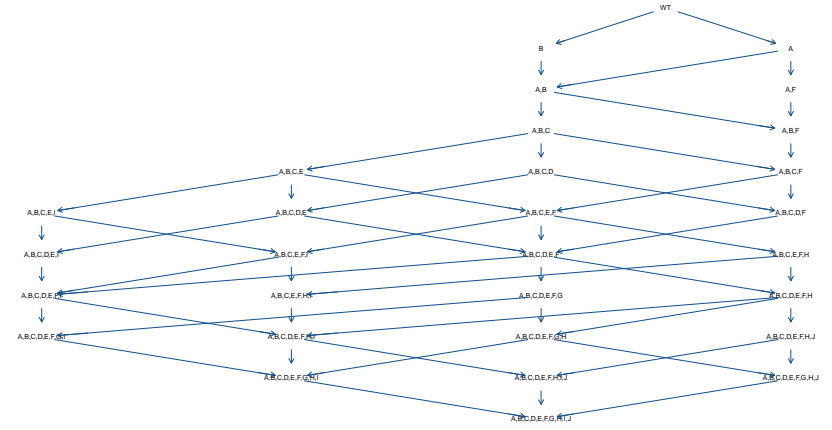 WT
B
A
A,B
A,F
A,B,C
A,B,F
A,B,C,E
A,B,C,D
A,B,C,F
A,B,C,E,I
A,B,C,D,E
A,B,C,E,F
A,B,C,D,F
A,B,C,D,E,I
A,B,C,E,F,I
A,B,C,D,E,F
A,B,C,E,F,H
A,B,C,D,E,F,I
A,B,C,E,F,H,I
A,B,C,D,E,F,G
A,B,C,D,E,F,H
A,B,C,D,E,F,G,I
A,B,C,D,E,F,H,I
A,B,C,D,E,F,G,H
A,B,C,D,E,F,H,J
A,B,C,D,E,F,G,H,I
A,B,C,D,E,F,H,I,J
A,B,C,D,E,F,G,H,J
A,B,C,D,E,F,G,H,I,J